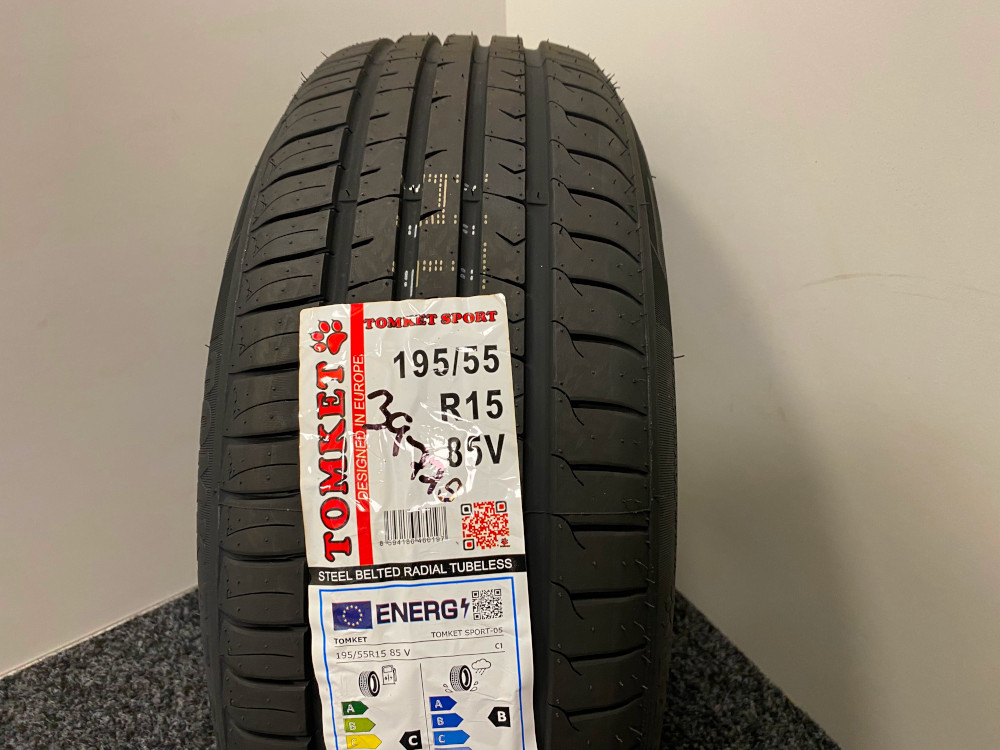 TOMKET SPORT
TOMKET
DESIGNED IN EUROPE
195/55
R15
85V
STEEL BELTED RADIAL TUBELESS
ENERG
TOMKET
TOMKET SPORT-05
195/55R15 85 V
C1
A
B
C
C
A
B
C
B